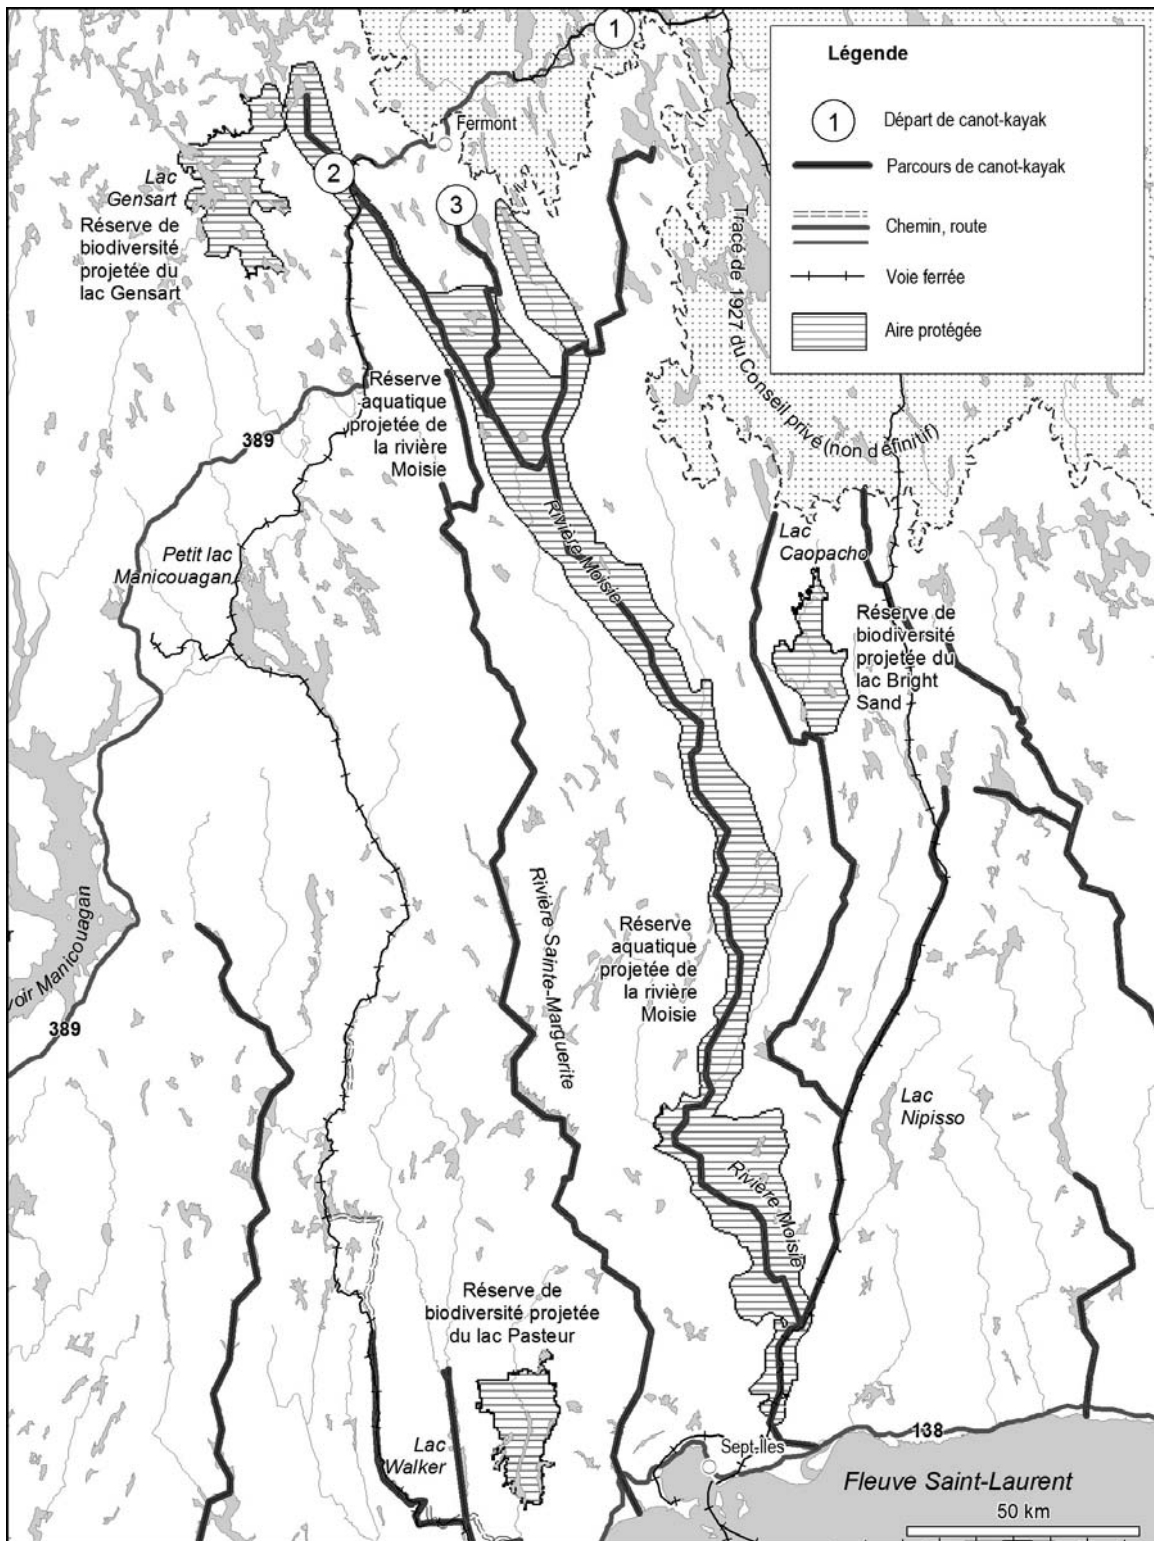 Légende
1
Départ de canot-kayak
Parcours de canot-kayak
Chemin, route
Voie ferrée
Aire protégée
1
Fermont
2
3
Lac
Gensart
Réserve de
biodiversité
projetée du
lac Gensart
Tracé de 1927 du Conseil privé (non définitif)
Réserve
aquatique
projetée de
la rivière
Moisie
389
Petit lac
Manicouagan
Rivière Moisie
Lac
Caopacho
Réserve de
biodiversité
projetée du
lac Bright
Sand
Rivière Sainte-Marguerite
Réserve
aquatique
projetée de
la rivière
Moisie
voir Manicouagan
389
Lac
Nipisso
Rivière Moisie
Réserve de
biodiversité projetée
du lac Pasteur
Lac
Walker
138
Sept-Iles
Fleuve Saint-Laurent
50 km